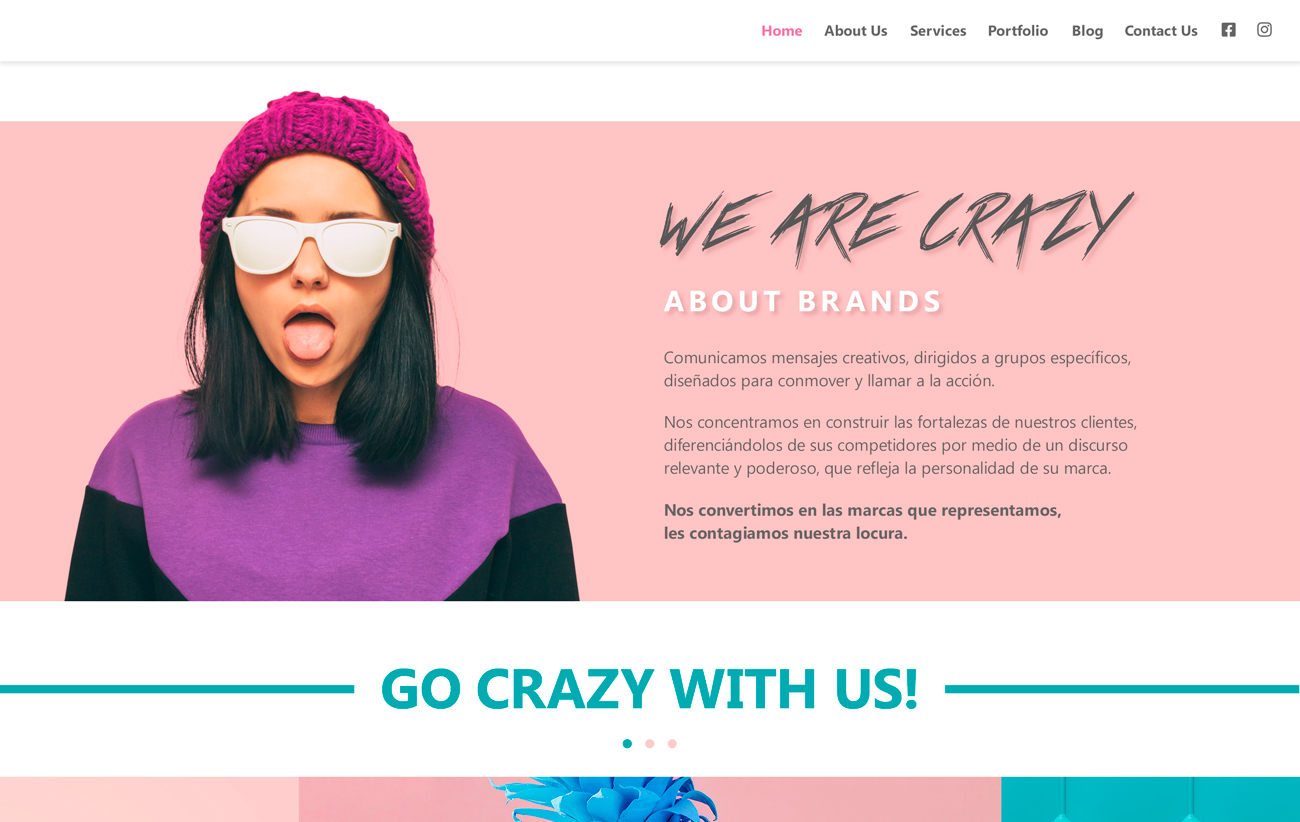 Home About Us Services Portfolio Blog Contact Us
WE ARE CRAZY
ABOUT BRANDS
Comunicamos mensajes creativos, dirigidos a grupos específicos,
diseñados para conmover y llamar a la acción.
Nos concentramos en construir las fortalezas de nuestros clientes,
diferenciándolos de sus competidores por medio de un discurso
relevante y poderoso, que refleja la personalidad de su marca.
Nos convertimos en las marcas que representamos,
les contagiamos nuestra locura.
GO CRAZY WITH US!